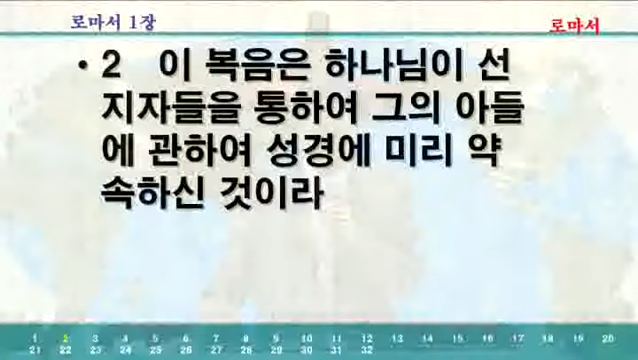 로마서 1장
로마서
• 2 이 복음은 하나님이 선
지자들을 통하여 그의 아들
에 관하여 성경에 미리 약
속하신 것이라
1 2 3 4 5 6 7 8 9 10 11 12 13 14 15 16 17 18 19 20
21 22 23 24 25 26 27 28 29 30 31 32